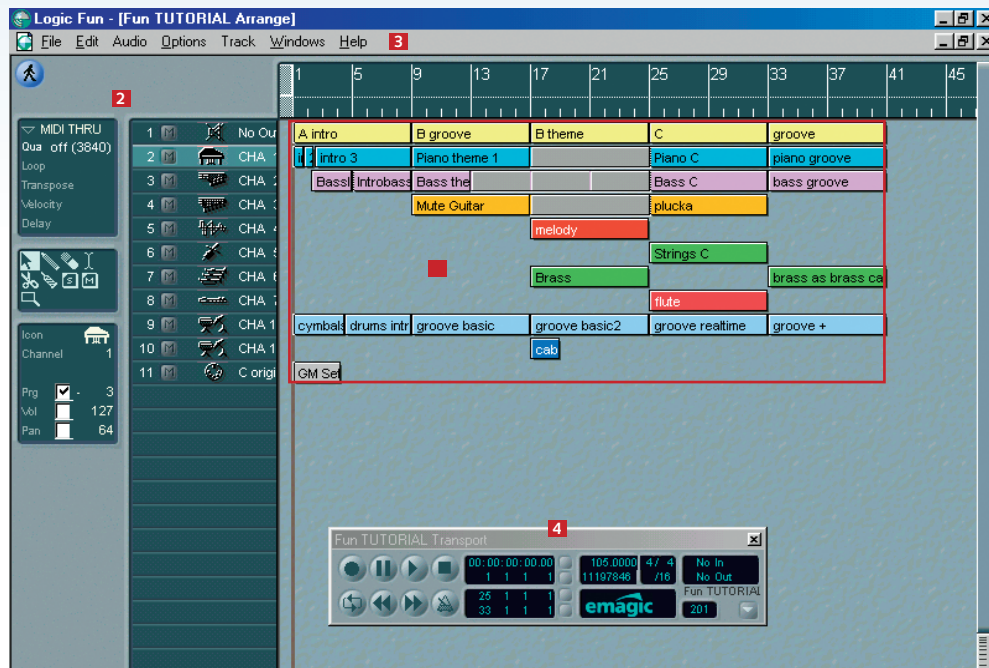 Logic Fun - [Fun TUTORIAL Arrange]
File Edit Audio Options Track Windows Help 3
2
1 5 9 13 17 21 25 29 33 37 41 45
MIDI THRU
Qua off (3840)
Loop
Transpose
Velocity
Delay
S M
Icon
Channel 1
Prg - 3
Vol 127
Pan 64
1 M No Ou A intro B groove B theme C groove
2 M CHA 1 intro 3 Piano theme 1 Piano C piano groove
3 M CHA Bassl Introbass Bass the Bass C bass groove
4 M CHA Mute Guitar plucka
5 M CHA melody
6 M CHA Strings C
7 M CHA Brass brass as brass ca
8 M CHA flute
9 M CHA 1 cymbals drums intr groove basic groove basic2 groove realtime groove +
10 M CHA 1 cab
11 M C origi GM Set
4
Fun TUTORIAL Transport
00:00:00:00.00 105.0000 4/ 4 No In
1 1 1 1 11197846 /16 No Out
25 1 1 1 emagic Fun TUTORIAL
33 1 1 1 201